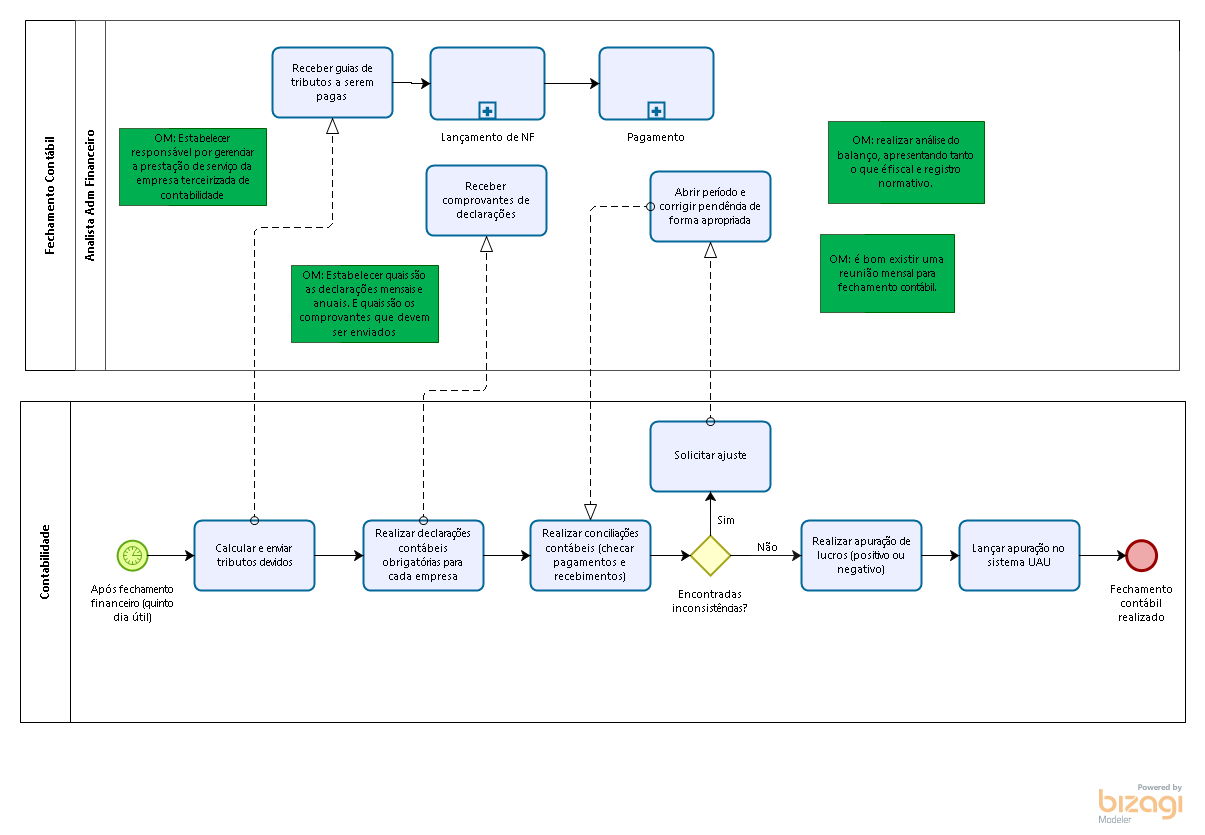 Fechamento Contábil
Analista Adm Financeiro
Receber guias de
tributos a serem
pagas
Lançamento de NF
Pagamento
OM: Estabelecer
responsável por gerenciar
a prestação de serviço da
empresa terceirizada de
contabilidade
Receber
comprovantes de
declarações
Abrir período e
corrigir pendência de
forma apropriada
OM: realizar análise do
balanço, apresentando tanto
o que é fiscal e registro
normativo.
OM: Estabelecer quais são
as declarações mensais e
anuais. E quais são os
comprovantes que devem
ser enviados
OM: é bom existir uma
reunião mensal para
fechamento contábil.
Contabilidade
Solicitar ajuste
Sim
Após fechamento
financeiro (quinto
dia útil)
Calcular e enviar
tributos devidos
Realizar declarações
contábeis
obrigatórias para
cada empresa
Realizar conciliações
contábeis (checar
pagamentos e
recebimentos)
Encontradas
inconsistências?
Não
Realizar apuração de
lucros (positivo ou
negativo)
Lançar apuração no
sistema UAU
Fechamento
contábil
realizado
Powered by
bizagi
Modeler